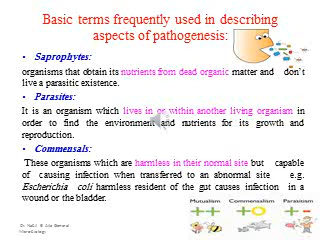 Basic terms frequently used in describing
aspects of pathogenesis:
• Saprophytes:
organisms that obtain its nutrients from dead organic matter and don't
live a parasitic existence.
• Parasites:
It is an organism which lives in or within another living organism in
order to find the environment and nutrients for its growth and
reproduction.
• Commensals:
These organisms which are harmless in their normal site but capable
of causing infection when transferred to an abnormal site e.g.
Escherichia coli harmless resident of the gut causes infection in a
wound or the bladder.
Mutualism Commensalism Parasitism